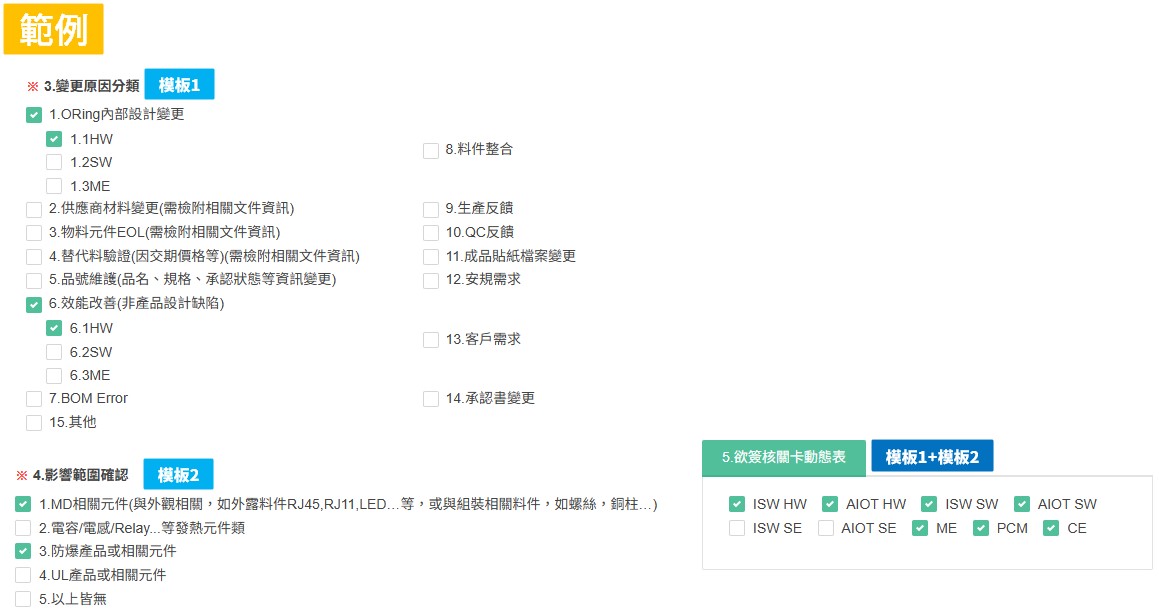 範例
※ 3.變更原因分類 模板1
1.ORing內部設計變更
1.1HW
1.2SW
1.3ME
8.料件整合
2.供應商材料變更(需檢附相關文件資訊)
9.生產反饋
3.物料元件EOL(需檢附相關文件資訊)
10.QC反饋
4.替代料驗證(因交期價格等)(需檢附相關文件資訊)
11.成品貼紙檔案變更
5.品號維護(品名、規格、承認狀態等資訊變更)
12.安規需求
6.效能改善(非產品設計缺陷)
6.1HW
6.2SW
6.3ME
13.客戶需求
7.BOM Error
14.承認書變更
15.其他
※ 4.影響範圍確認 模板2
1.MD相關元件(與外觀相關，如外露料件RJ45,RJ11,LED…等，或與組裝相關料件，如螺絲，銅柱…)
2.電容/電感/Relay...等發熱元件類
3.防爆產品或相關元件
4.UL產品或相關元件
5.以上皆無
5.欲簽核關卡動態表 模板1+模板2
ISW HW AIOT HW ISW SW AIOT SW
ISW SE AIOT SE ME PCM CE